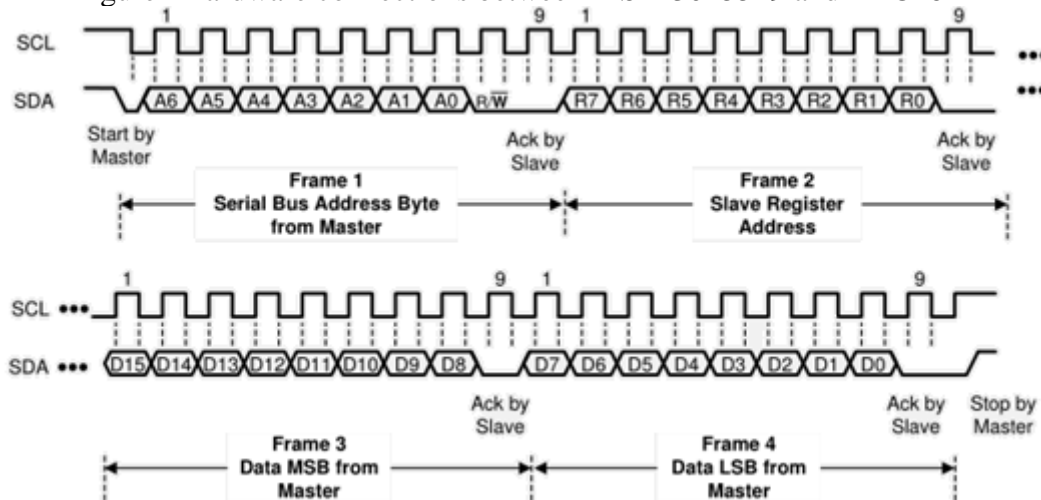 1 9 1 9
SCL
SDA A6 A5 A4 A3 A2 A1 A0 R/W̅ R7 R6 R5 R4 R3 R2 R1 R0
Start by Master
Ack by Slave
Ack by Slave
Frame 1
Serial Bus Address Byte
from Master
Frame 2
Slave Register
Address
1 9 1 9
SCL
SDA D15 D14 D13 D12 D11 D10 D9 D8 D7 D6 D5 D4 D3 D2 D1 D0
Ack by Slave
Ack by Slave
Stop by Master
Frame 3
Data MSB from
Master
Frame 4
Data LSB from
Master